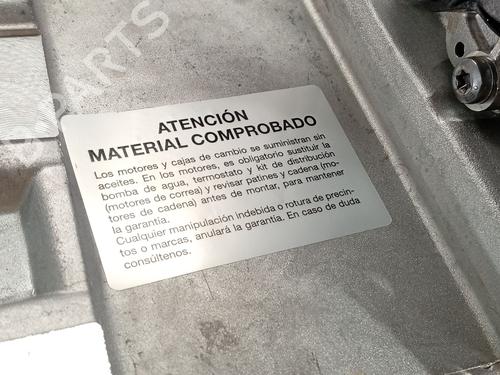 PARTS
ATENCIÓN
MATERIAL COMPROBADO
Los motores y cajas de cambio se suministran sin
aceites. En los motores, es obligatorio sustituir la
bomba de agua, termostato y kit de distribución
(motores de correa) y revisar patines y cadena (mo-
tores de cadena) antes de montar, para mantener
la garantía.
Cualquier manipulación indebida o rotura de precin-
tos o marcas, anulará la garantía. En caso de duda
consúltenos.